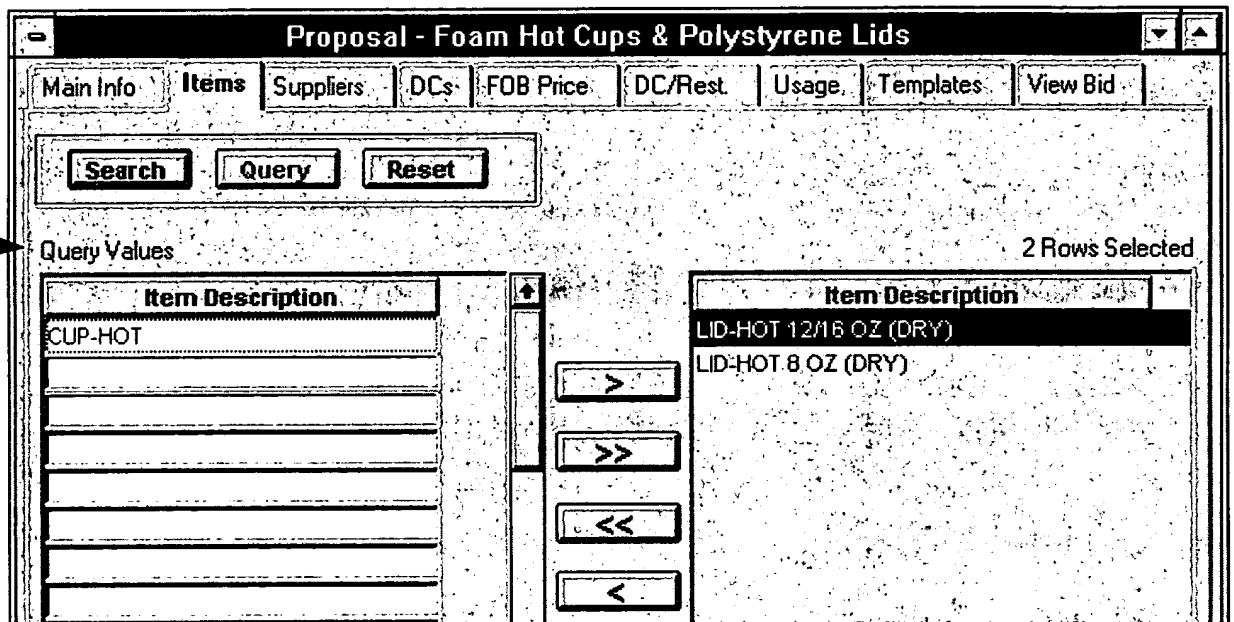 Proposal - Foam Hot Cups & Polystyrene Lids
Main Info Items Suppliers DCs FOB Price DC/Rest. Usage Templates View Bid
Search Query Reset
Query Values 2 Rows Selected
Item Description Item Description
CUP-HOT LID-HOT 12/16 OZ (DRY)
LID-HOT 8 OZ (DRY)
>
>>
<<
<